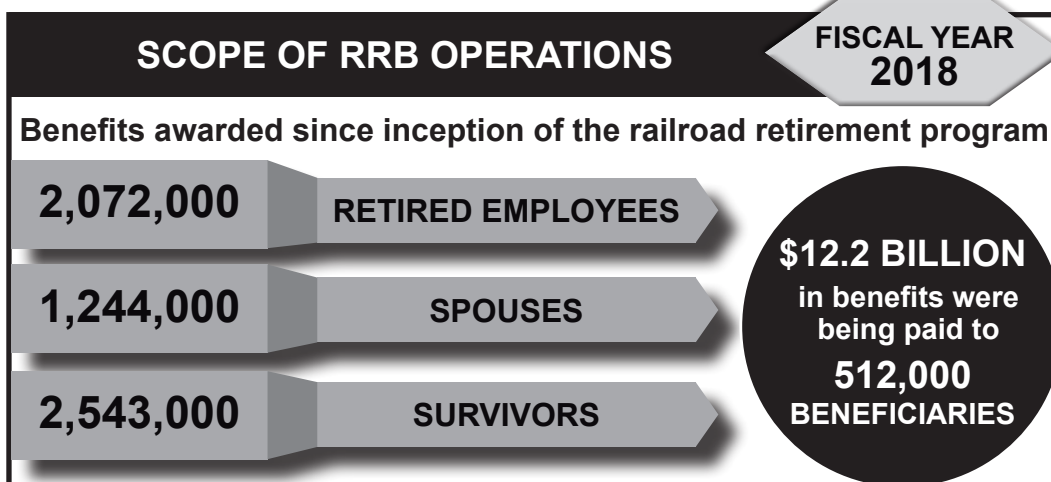 SCOPE OF RRB OPERATIONS
FISCAL YEAR
2018
Benefits awarded since inception of the railroad retirement program
2,072,000 RETIRED EMPLOYEES
1,244,000 SPOUSES
2,543,000 SURVIVORS
$12.2 BILLION
in benefits were
being paid to
512,000
BENEFICIARIES